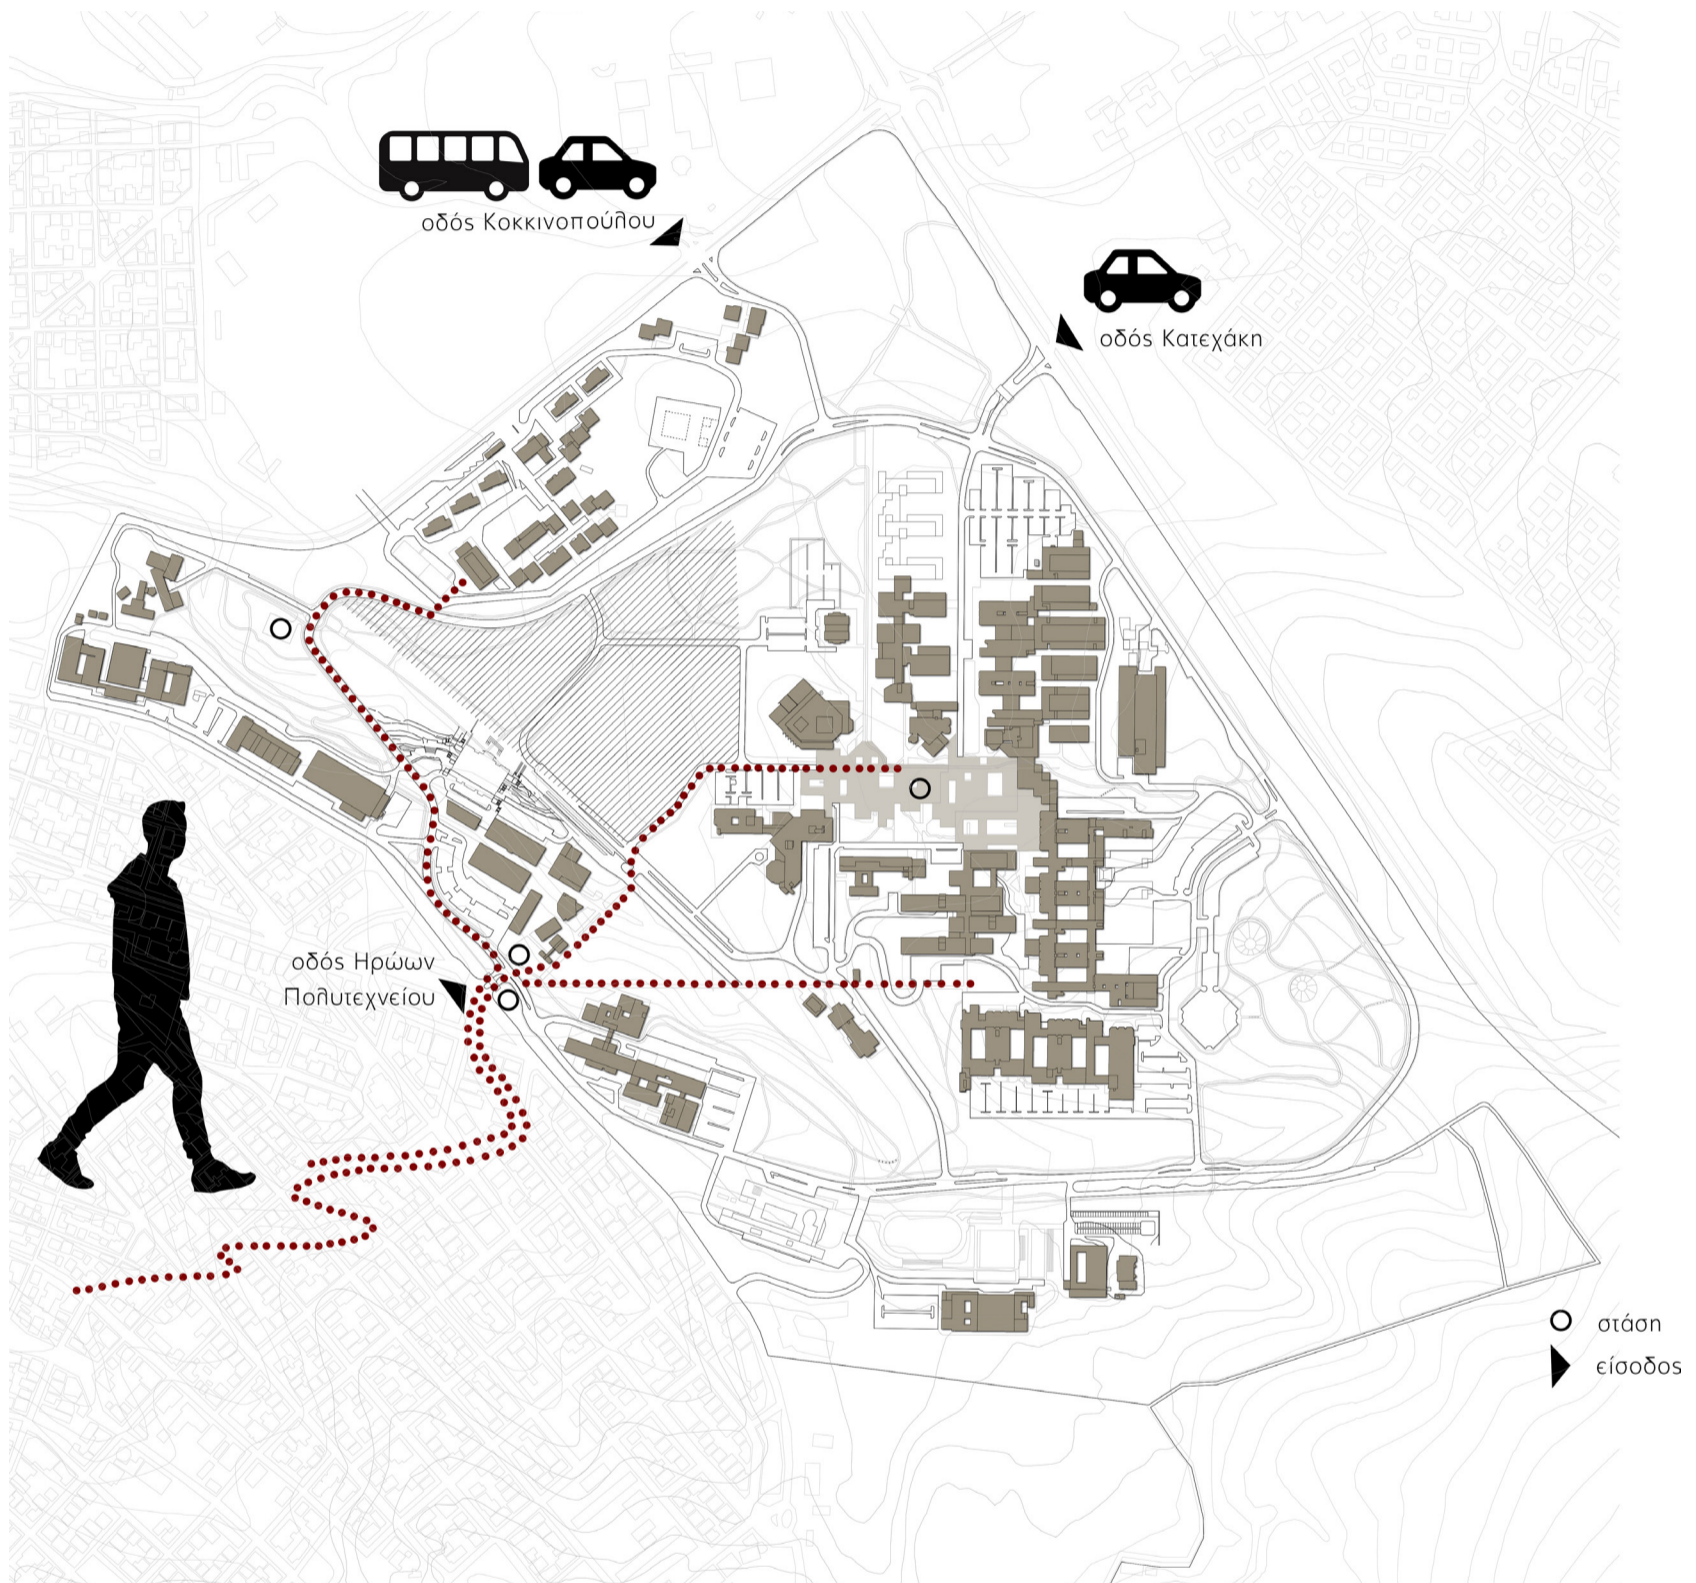 οδός Κοκκινοπούλου
οδός Κατεχάκη
οδός Ηρώων
Πολυτεχνείου
στάση
είσοδος